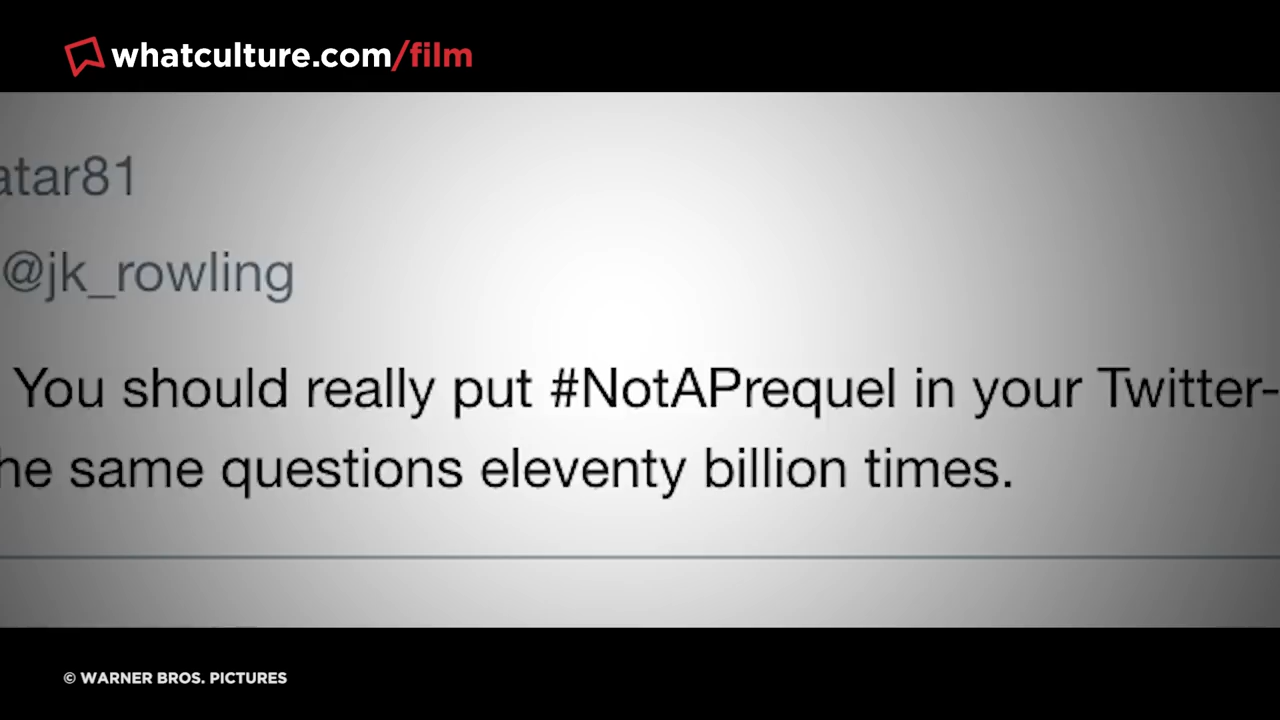 whatculture.com/film
atar81
@jk_rowling
You should really put #NotAPrequel in your Twitter-
he same questions eleventy billion times.
© WARNER BROS. PICTURES